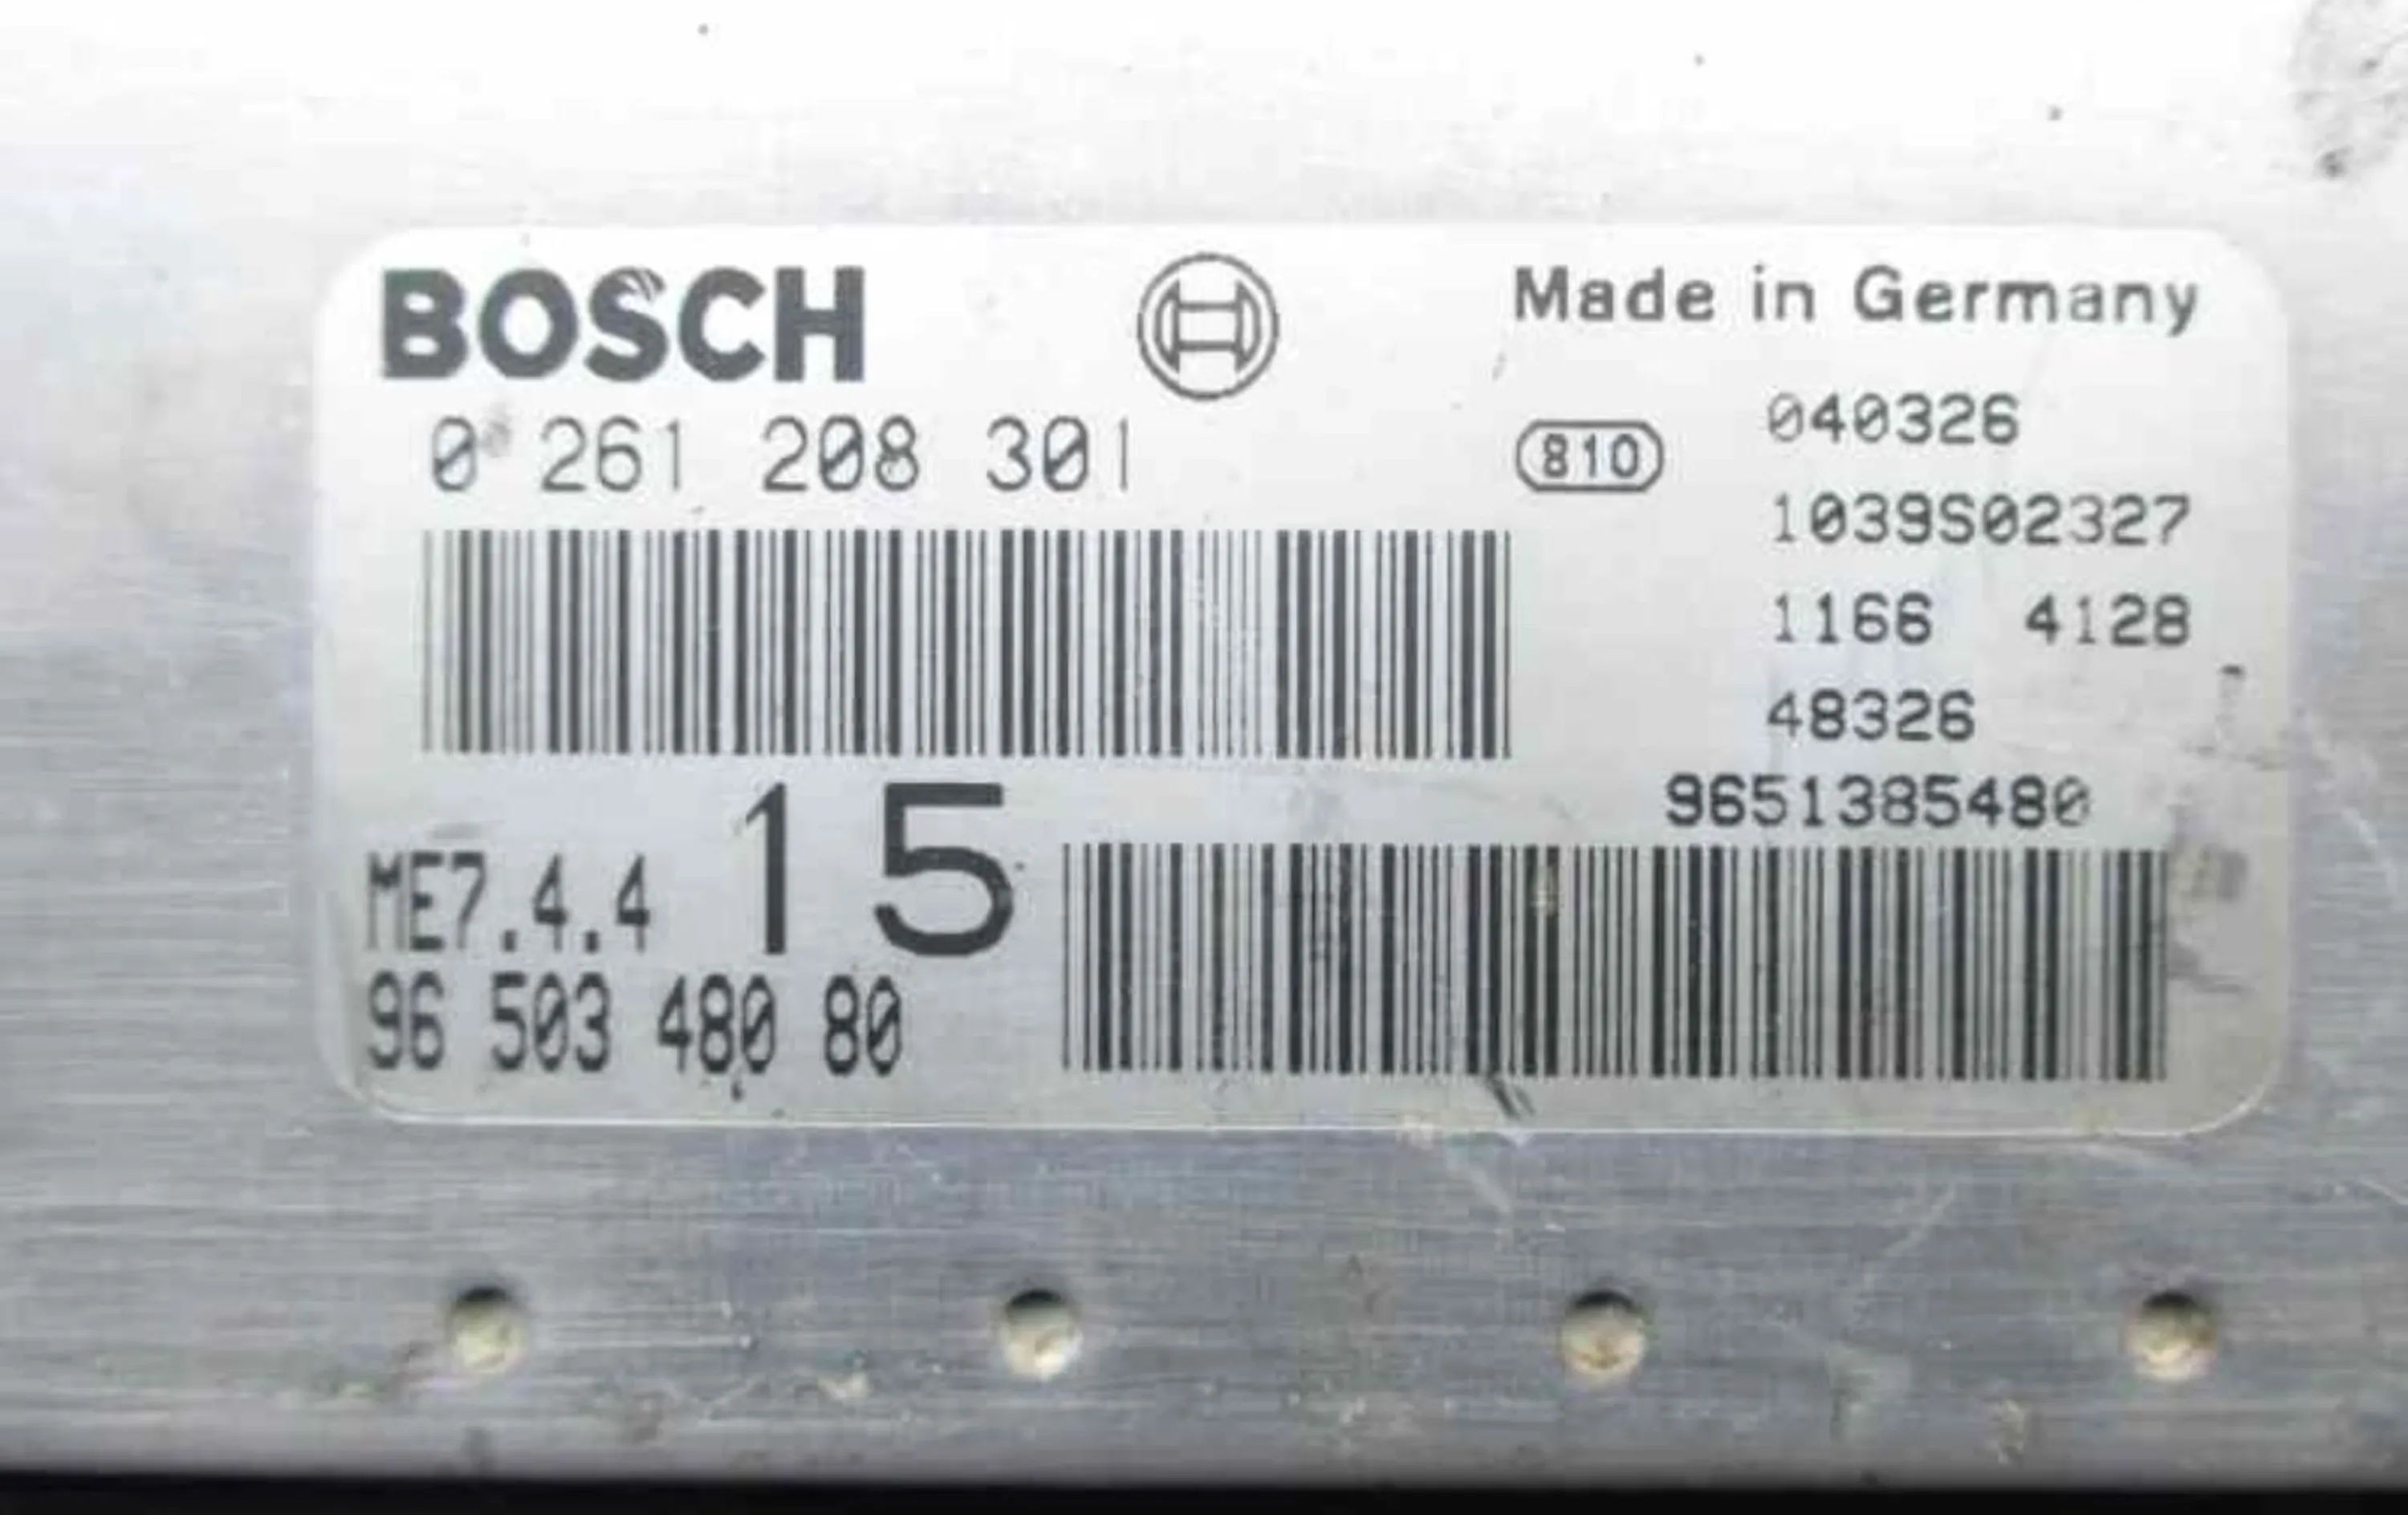 BOSCH
Made in Germany
0 261 208 301
810
040326
1039S02327
1166 4128
48326
9651385480
ME7.4.4
15
96 503 480 80